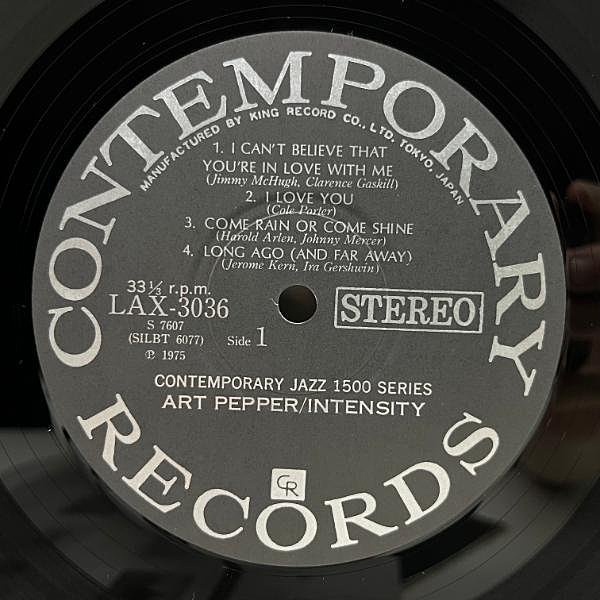 CONTEMPORARY
MANUFACTURED BY KING RECORD CO., LTD. TOKYO, JAPAN
1. I CAN'T BELIEVE THAT
YOU'RE IN LOVE WITH ME
(Jimmy McHugh, Clarence Gaskill)
2. I LOVE YOU
(Cole Porter)
3. COME RAIN OR COME SHINE
(Harold Arlen, Johnny Mercer)
4. LONG AGO (AND FAR AWAY)
(Jerome Kern, Ira Gershwin)
33⅓ r.p.m.
LAX-3036
S 7607
(SILBT 6077)
Side 1
℗ 1975
STEREO
CONTEMPORARY JAZZ 1500 SERIES
ART PEPPER/INTENSITY
CR
RECORDS